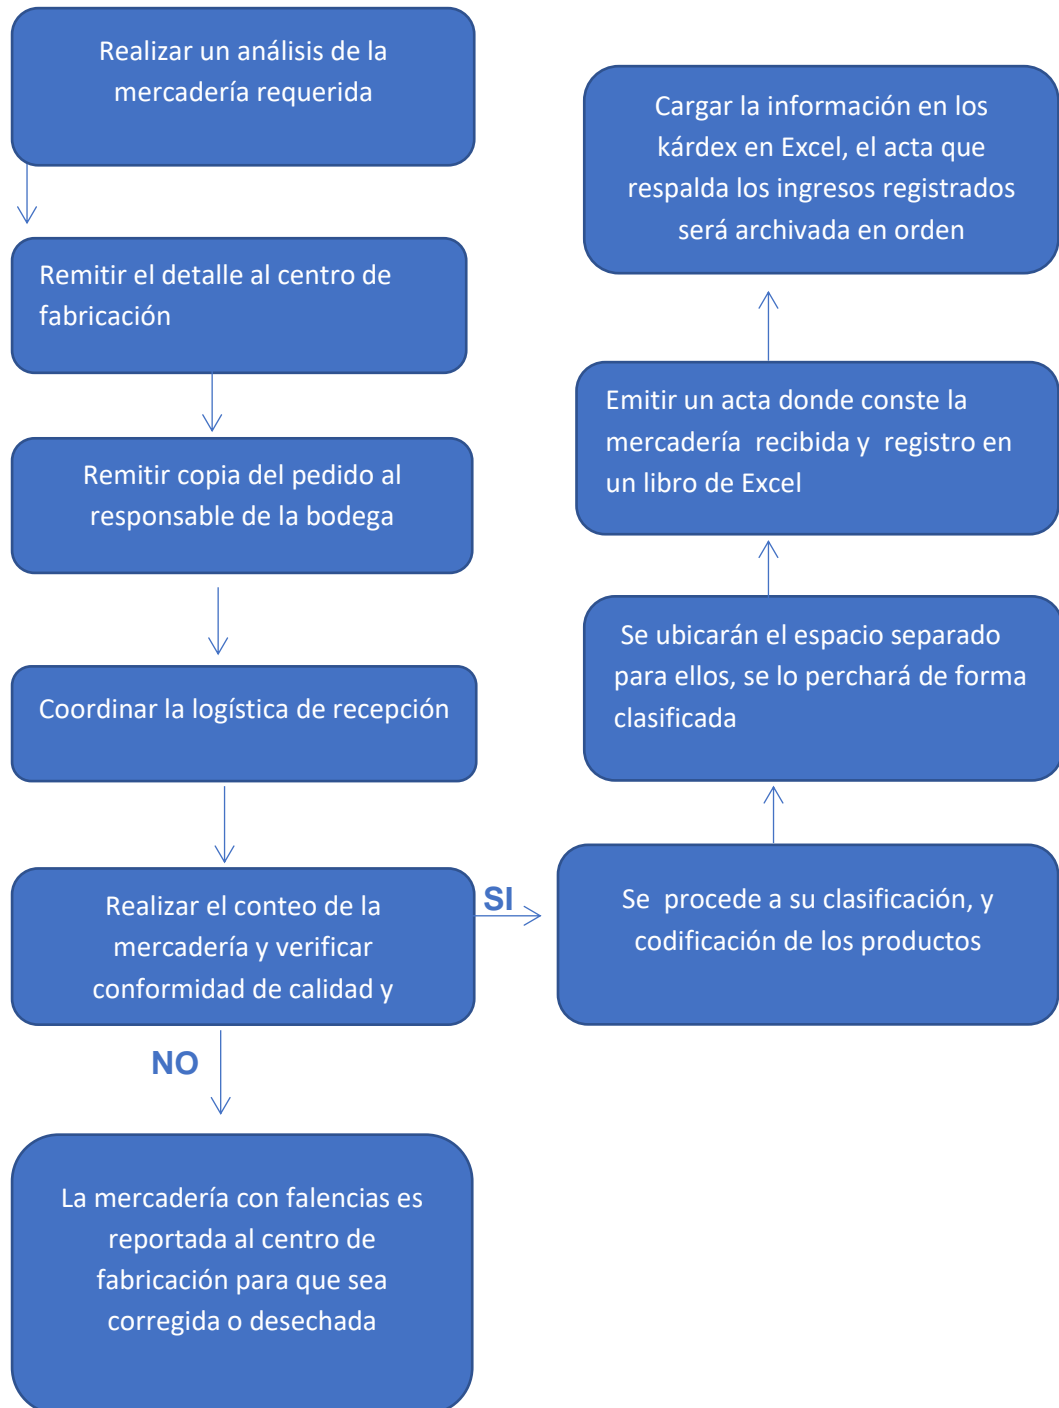 Realizar un análisis de la
mercadería requerida
Remitir el detalle al centro de
fabricación
Remitir copia del pedido al
responsable de la bodega
Coordinar la logística de recepción
Realizar el conteo de la
mercadería y verificar
conformidad de calidad y
SI
NO
La mercadería con falencias es
reportada al centro de
fabricación para que sea
corregida o desechada
Se procede a su clasificación, y
codificación de los productos
Se ubicarán el espacio separado
para ellos, se lo perchará de forma
clasificada
Emitir un acta donde conste la
mercadería recibida y registro en
un libro de Excel
Cargar la información en los
kárdex en Excel, el acta que
respalda los ingresos registrados
será archivada en orden